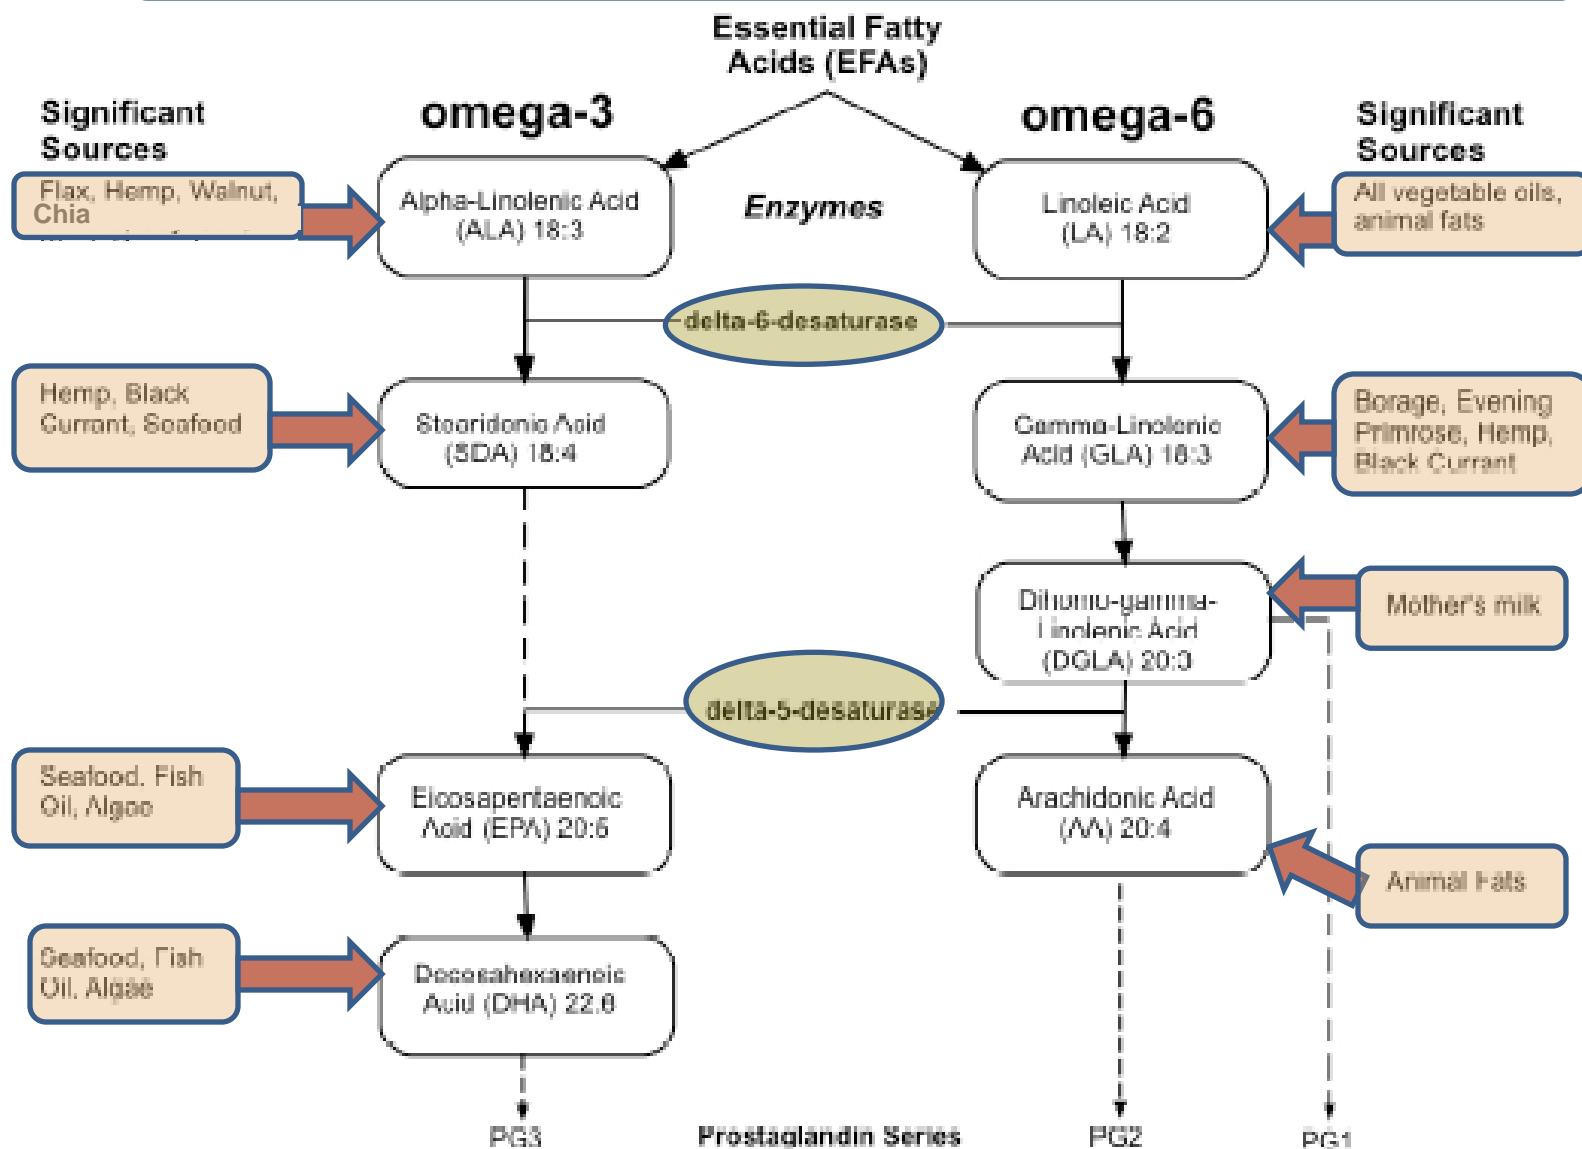 Essential Fatty
Acids (EFAs)
Significant
Sources
omega-3
omega-6
Significant
Sources
Flax, Hemp, Walnut,
Chia
Alpha-Linolenic Acid
(ALA) 18:3
Enzymes
Linoleic Acid
(LA) 18:2
All vegetable oils,
animal fats
delta-6-desaturase
Hemp, Black
Currant, Seafood
Stearidonic Acid
(SDA) 18:4
Gamma-Linolenic
Acid (GLA) 18:3
Borage, Evening
Primrose, Hemp,
Black Currant
Dihomo-gamma-
Linolenic Acid
(DGLA) 20:3
Mother's milk
delta-5-desaturase
Seafood, Fish
Oil, Algae
Eicosapentaenoic
Acid (EPA) 20:5
Arachidonic Acid
(AA) 20:4
Animal Fats
Seafood, Fish
Oil, Algae
Docosahexaenoic
Acid (DHA) 22:6
PG3
Prostaglandin Series
PG2
PG1